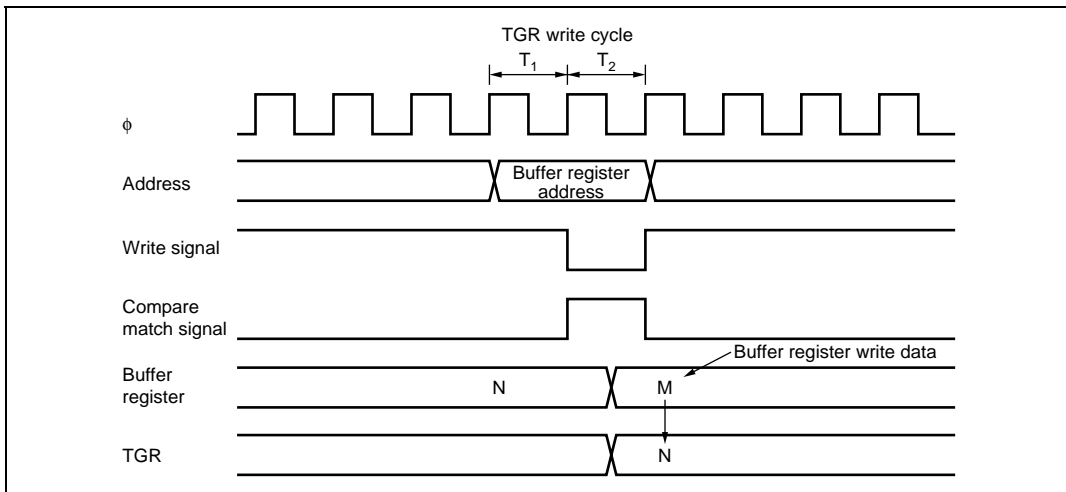 TGR write cycle
T1 T2
φ
Address
Buffer register
address
Write signal
Compare
match signal
Buffer register write data
Buffer
register
N
M
TGR
N